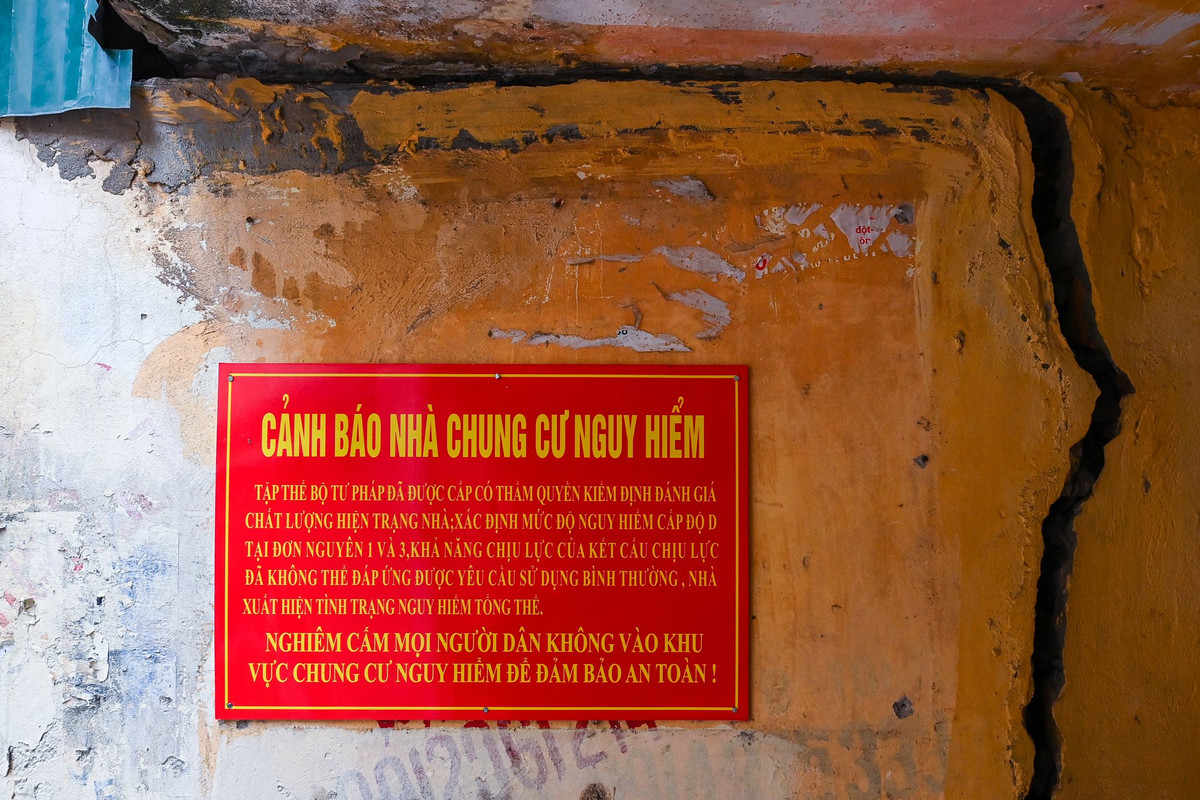 đột-
CẢNH BÁO NHÀ CHUNG CƯ NGUY HIỂM
TẬP THỂ BỘ TƯ PHÁP ĐÃ ĐƯỢC CẤP CÓ THẨM QUYỀN KIỂM ĐỊNH ĐÁNH GIÁ
CHẤT LƯỢNG HIỆN TRẠNG NHÀ;XÁC ĐỊNH MỨC ĐỘ NGUY HIỂM CẤP ĐỘ D
TẠI ĐƠN NGUYÊN 1 VÀ 3,KHẢ NĂNG CHỊU LỰC CỦA KẾT CẤU CHỊU LỰC
ĐÃ KHÔNG THỂ ĐÁP ỨNG ĐƯỢC YÊU CẦU SỬ DỤNG BÌNH THƯỜNG , NHÀ
XUẤT HIỆN TÌNH TRẠNG NGUY HIỂM TỔNG THỂ.
NGHIÊM CẤM MỌI NGƯỜI DÂN KHÔNG VÀO KHU
VỰC CHUNG CƯ NGUY HIỂM ĐỂ ĐẢM BẢO AN TOÀN !